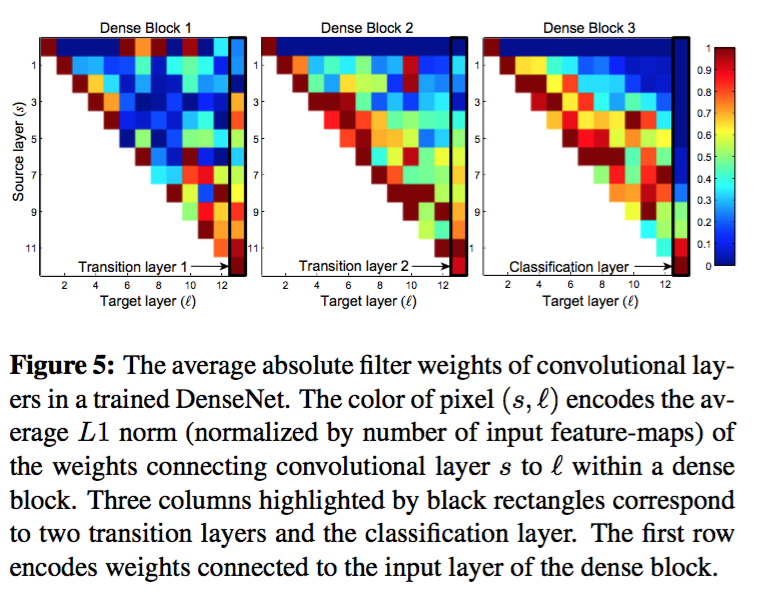 Dense Block 1
Dense Block 2
Dense Block 3
Source layer (s)
1
3
5
7
9
11
Transition layer 1
2 4 6 8 10 12
Target layer (ℓ)
1
3
5
7
9
11
Transition layer 2
2 4 6 8 10 12
Target layer (ℓ)
1
3
5
7
9
1
Classification layer
2 4 6 8 10 12
Target layer (ℓ)
1
0.9
0.8
0.7
0.6
0.5
0.4
0.3
0.2
0.1
0
Figure 5: The average absolute filter weights of convolutional lay-
ers in a trained DenseNet. The color of pixel (s, ℓ) encodes the av-
erage L1 norm (normalized by number of input feature-maps) of
the weights connecting convolutional layer s to ℓ within a dense
block. Three columns highlighted by black rectangles correspond
to two transition layers and the classification layer. The first row
encodes weights connected to the input layer of the dense block.